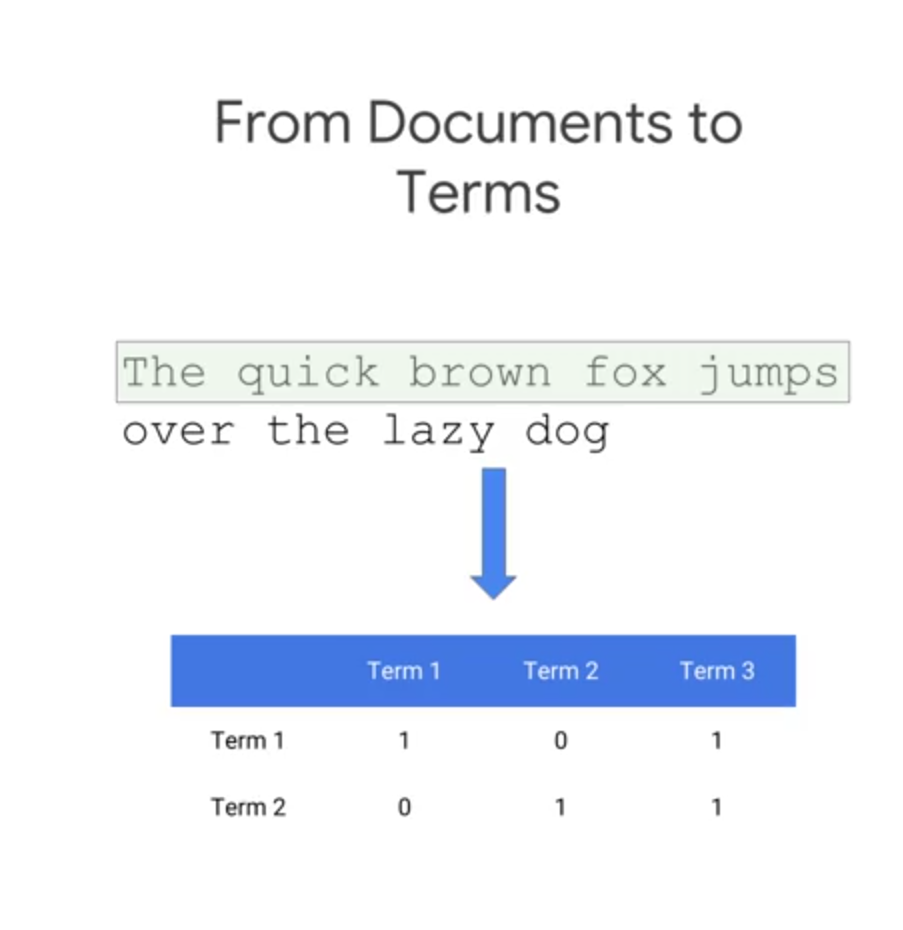 From Documents to
Terms
The quick brown fox jumps
over the lazy dog
Term 1 Term 2 Term 3
Term 1 1 0 1
Term 2 0 1 1